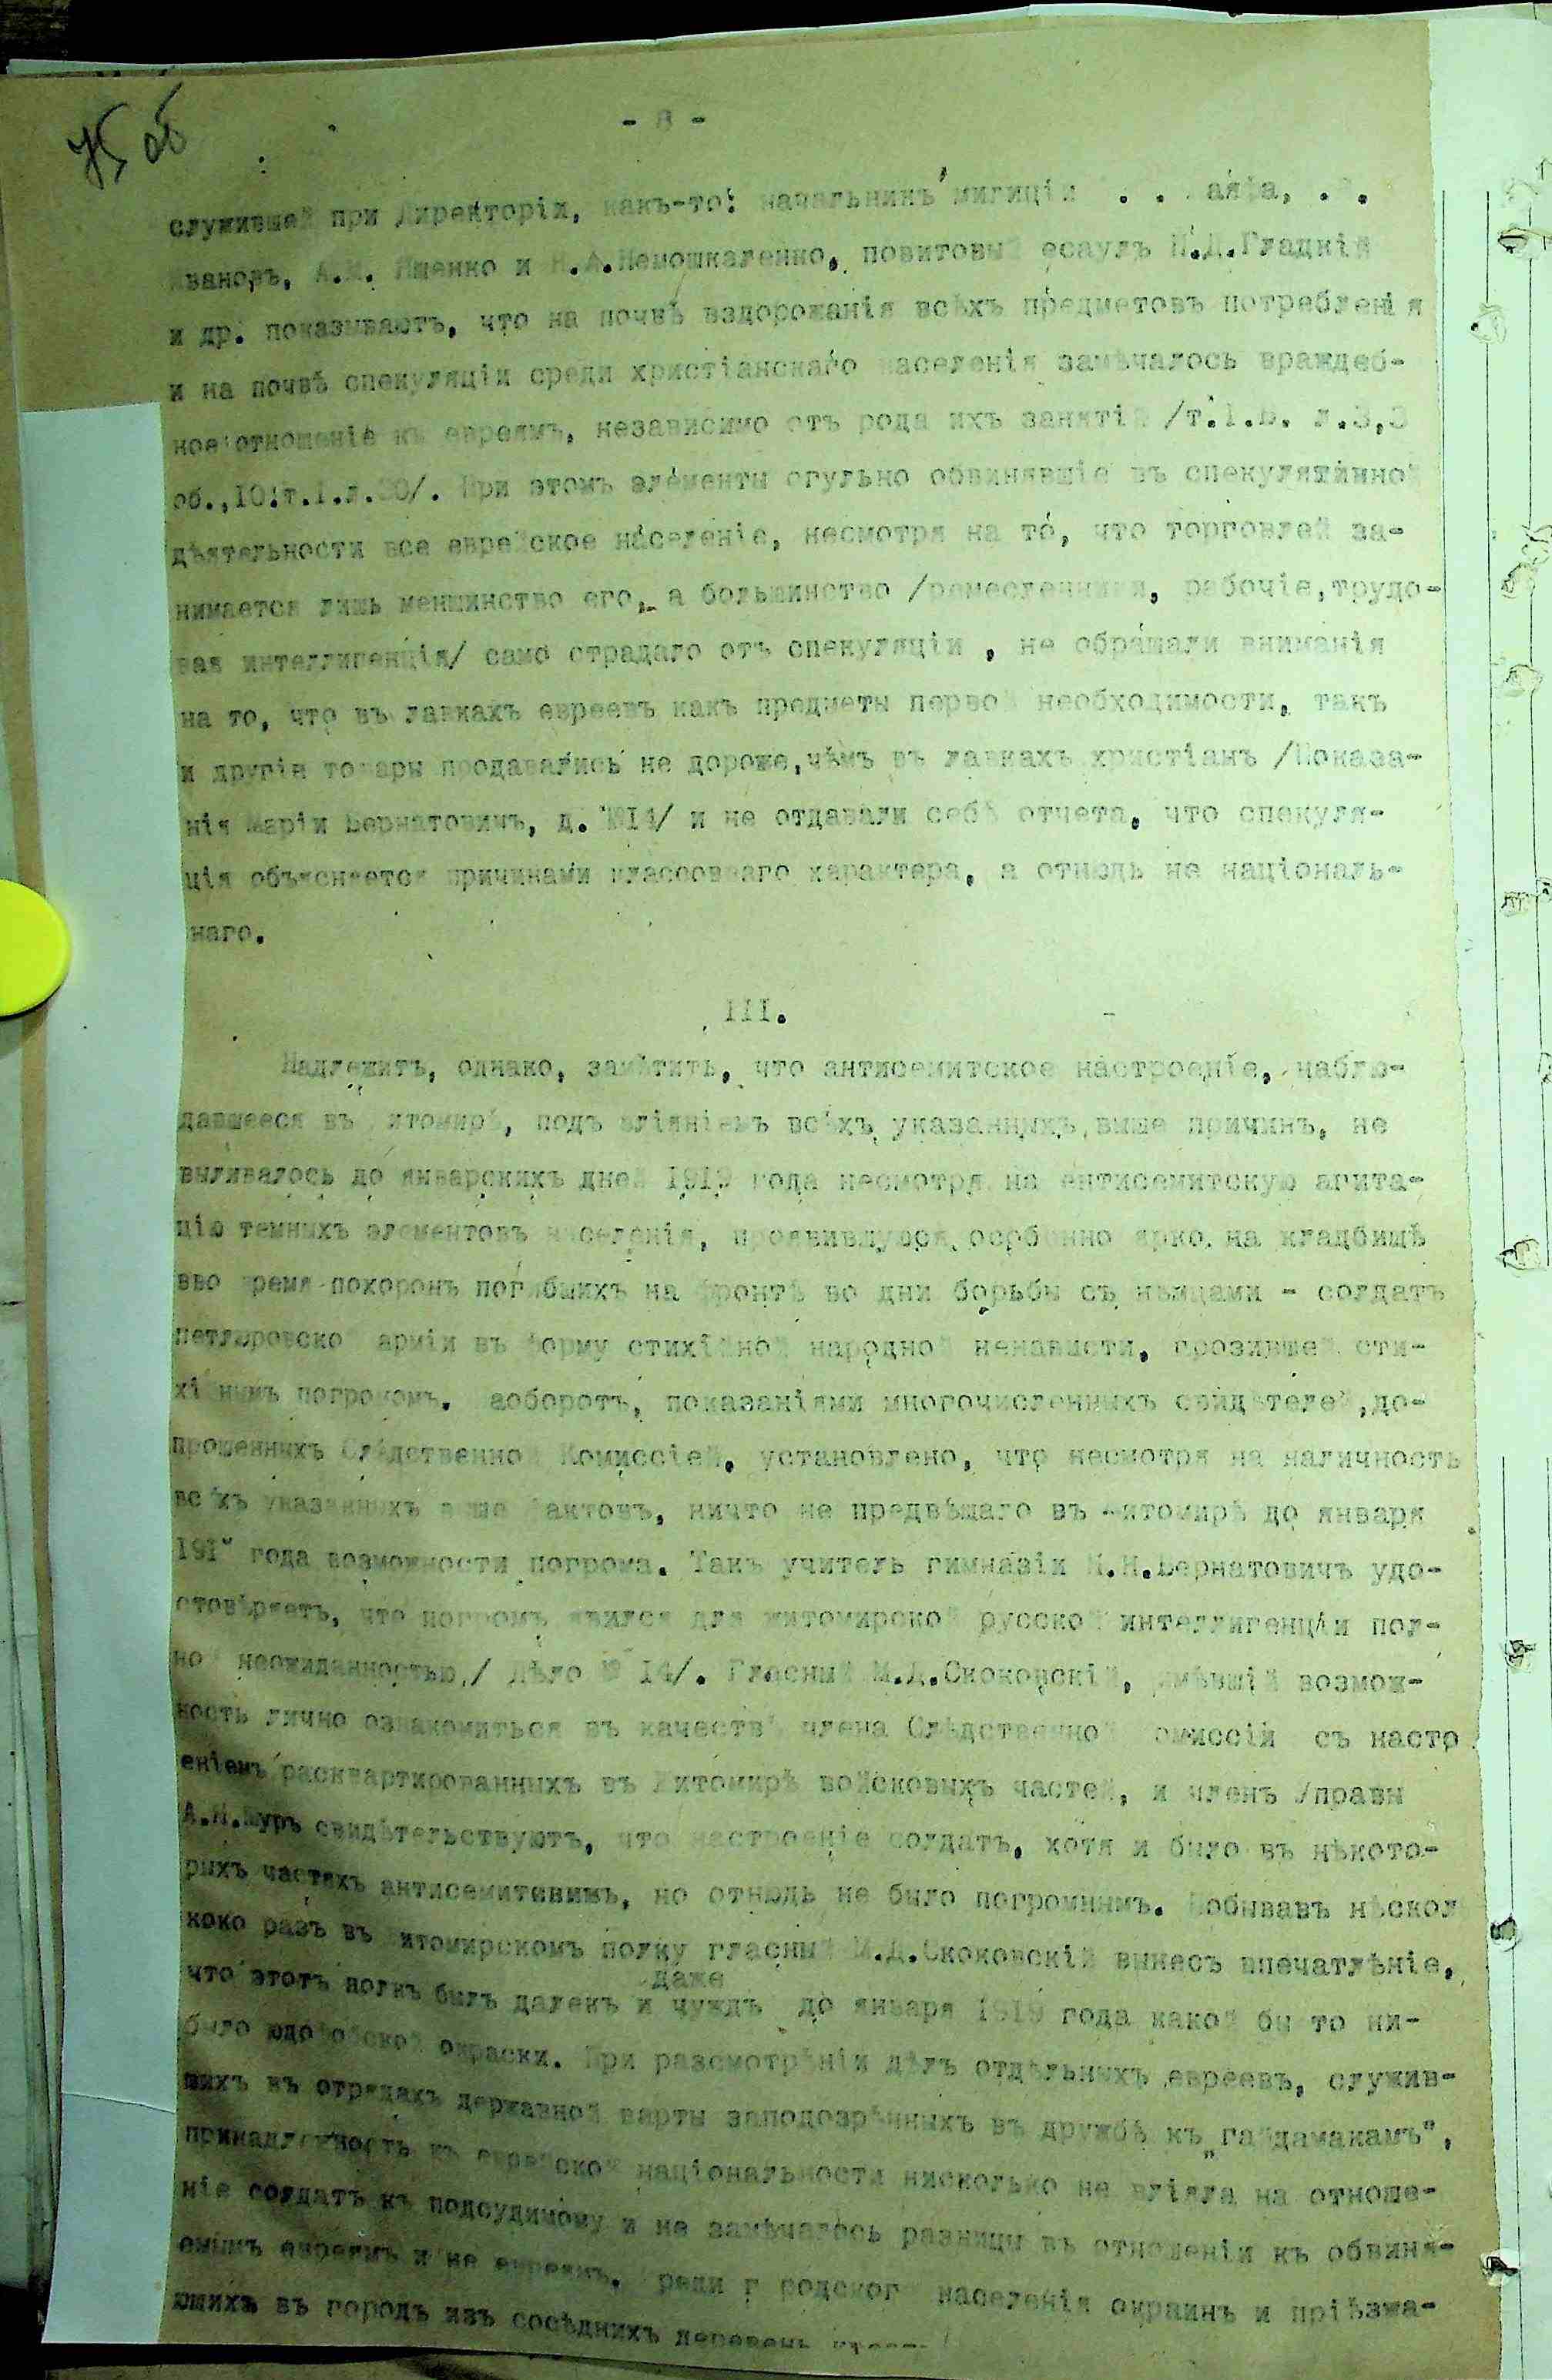 75 об
- 8 -
служившей при Директоріи, какъ-то: начальникъ милиціи
Ивановъ, А. Ященко и Немошкаленко, повитовый есаулъ Гладкій
и др. показываютъ, что на почвѣ вздорожанія всѣхъ предметовъ потребленія
и на почвѣ спекуляціи среди христіанскаго населенія замѣчалось враждеб-
ное отношеніе къ евреямъ, независимо отъ рода ихъ занятій /т.I.Б. л.3,3
об.,10:т.I.л.30/. При этомъ элементы огульно обвинявшіе въ спекулятивной
дѣятельности все еврейское населеніе, несмотря на то, что торговлей за-
нимается лишь меншинство его, а большинство /ремесленники, рабочіе,трудо-
вая интеллигенція/ само страдало отъ спекуляціи , не обращали вниманія
на то, что въ лавкахъ евреевъ какъ предметы первой необходимости, такъ
и другіе товары продавались не дороже,чѣмъ въ лавкахъ христіанъ /Показа-
нія Маріи Бернатовичъ, д. №14/ и не отдавали себѣ отчета, что спекуля-
ція объясняется причинами классоваго характера, а отнюдь не національ-
наго.
III.
Надлежитъ, однако, замѣтить, что антисемитское настроеніе, наблю-
давшееся въ Житомирѣ, подъ вліяніемъ всѣхъ указанныхъ выше причинъ, не
выливалось до январскихъ дней 1919 года несмотря на антисемитскую агита-
цію темныхъ элементовъ населенія, проявившуюся особенно ярко на кладбищѣ
вво время похоронъ погибшихъ на фронтѣ во дни борьбы съ нѣмцами - солдатъ
петлюровской арміи въ форму стихійной народной ненависти, грозившей сти-
хійнымъ погромомъ. Наоборотъ, показаніями многочисленныхъ свидѣтелей,до-
прошенныхъ Слѣдственной Комиссіей, установлено, что несмотря на наличность
всѣхъ указанныхъ выше фактовъ, ничто не предвѣщало въ Житомирѣ до января
1919 года возможности погрома. Такъ учитель гимназіи Бернатовичъ удо-
стовѣряетъ, что погромъ явился для житомирской русской интеллигенціи пол-
ной неожиданностью,/ Дѣло № 14/. Гласный М.Д.Скоковскій, имѣвшій возмож-
ность лично ознакомиться въ качествѣ члена Слѣдственной Комиссіи съ настро
еніемъ расквартированныхъ въ Житомирѣ войсковыхъ частей, и членъ Управы
свидѣтельствуютъ, что настроеніе солдатъ, хотя и было въ нѣкото-
рыхъ частяхъ антисемитскимъ, но отнюдь не было погромнымъ. Побывавъ нѣскол
коко разъ въ Житомирскомъ полку гласный М.Д.Скоковскій вынесъ впечатлѣніе,
даже
что этотъ полкъ былъ далекъ и чуждъ до января 1919 года какой бы то ни-
было юдофобской окраски. При разсмотрѣніи дѣлъ отдѣльныхъ евреевъ, служив-
шихъ въ отрядахъ державной варты заподозрѣнныхъ въ дружбѣ къ „гайдамакамъ",
принадлежность къ еврейской національности нисколько не вліяла на отноше-
ніе солдатъ къ подсудимому и не замѣчалось разницы въ отношеніи къ обвиня-
емымъ евреямъ и не евреямъ. Среди городского населенія окраинъ и пріѣзжа-
ющихъ въ городъ изъ сосѣднихъ деревень